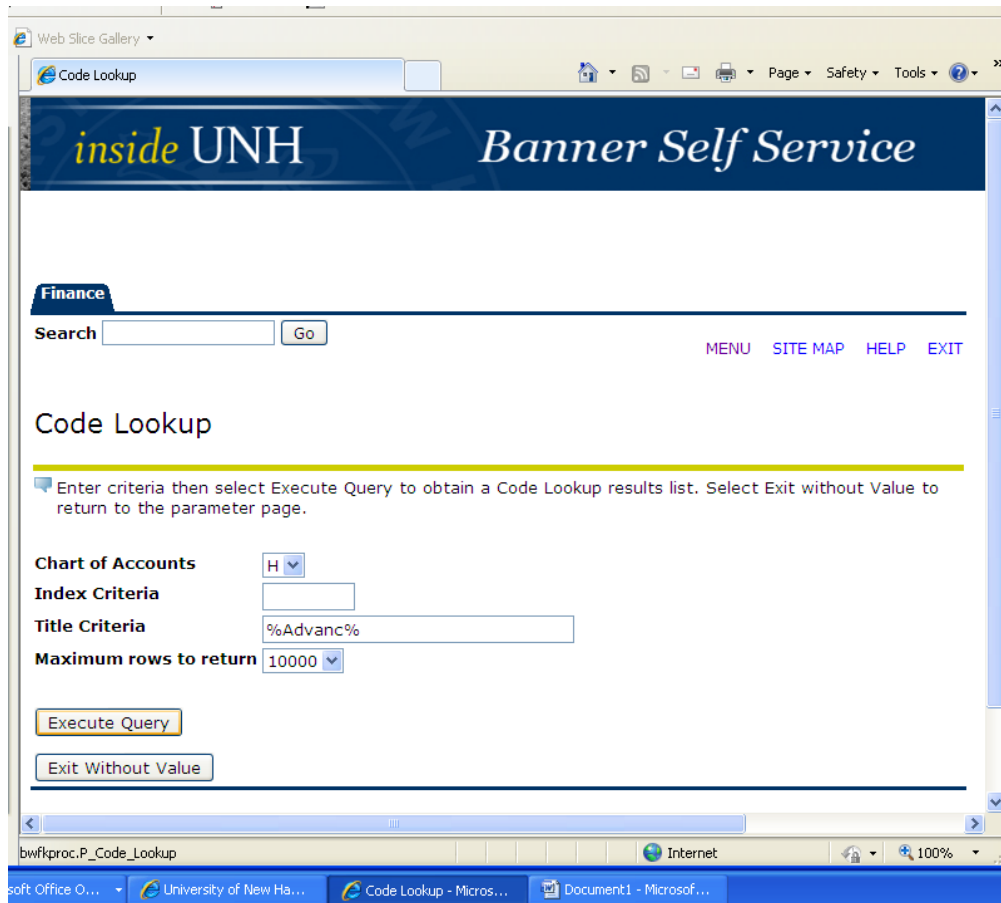 Web Slice Gallery
Code Lookup
Page Safety Tools
inside UNH Banner Self Service
Finance
Search Go
MENU SITE MAP HELP EXIT
Code Lookup
Enter criteria then select Execute Query to obtain a Code Lookup results list. Select Exit without Value to
return to the parameter page.
Chart of Accounts H
Index Criteria
Title Criteria %Advanc%
Maximum rows to return 10000
Execute Query
Exit Without Value
bwfkproc.P_Code_Lookup Internet 100%
soft Office O... University of New Ha... Code Lookup - Micros... Document1 - Microsof...